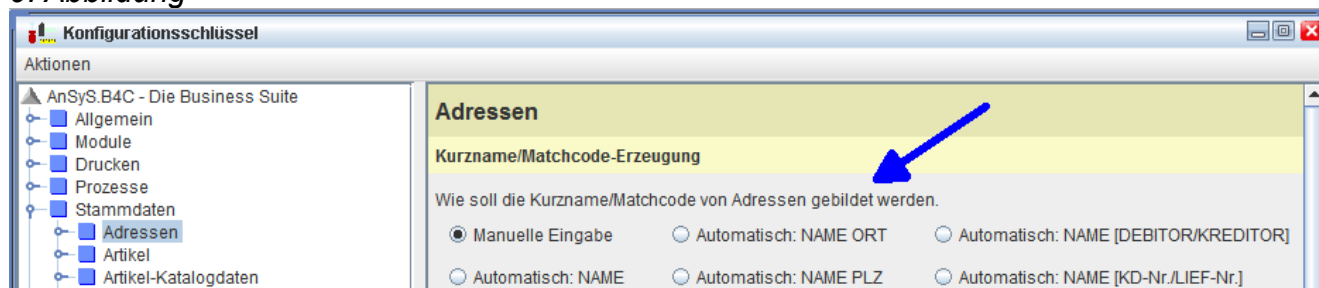 Konfigurationsschlüssel
Aktionen
AnSyS.B4C - Die Business Suite
Allgemein
Module
Drucken
Prozesse
Stammdaten
Adressen
Artikel
Artikel-Katalogdaten
Adressen
Kurzname/Matchcode-Erzeugung
Wie soll die Kurzname/Matchcode von Adressen gebildet werden.
Manuelle Eingabe Automatisch: NAME ORT Automatisch: NAME [DEBITOR/KREDITOR]
Automatisch: NAME Automatisch: NAME PLZ Automatisch: NAME [KD-Nr./LIEF-Nr.]